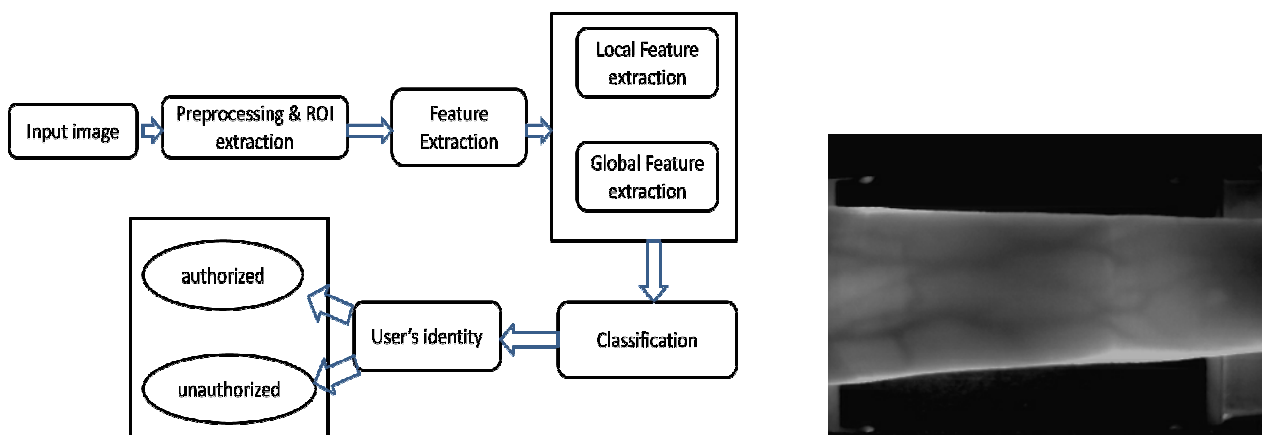 Input image
Preprocessing & ROI
extraction
Feature
Extraction
Local Feature
extraction
Global Feature
extraction
Classification
User's identity
authorized
unauthorized